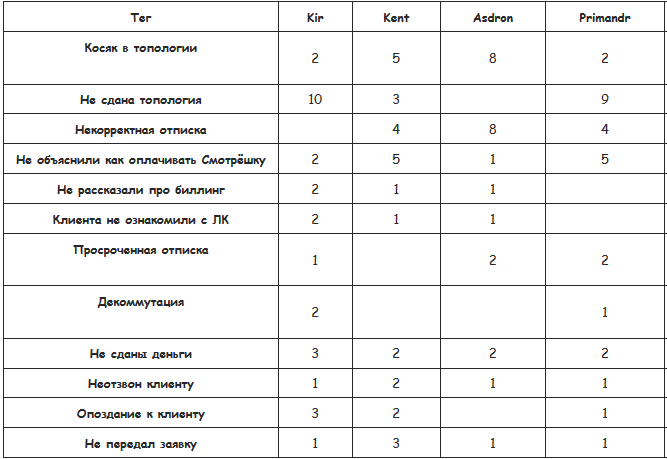 Тег Kir Kent Asdron Primandr
Косяк в топологии 2 5 8 2
Не сдана топология 10 3 9
Некорректная отписка 4 8 4
Не объяснили как оплачивать Смотрёшку 2 5 1 5
Не рассказали про биллинг 2 1 1
Клиента не ознакомили с ЛК 2 1 1
Просроченная отписка 1 2 2
Декоммутация 2 1
Не сданы деньги 3 2 2 2
Неотзвон клиенту 1 2 1 1
Опоздание к клиенту 3 2 1
Не передал заявку 1 3 1 1